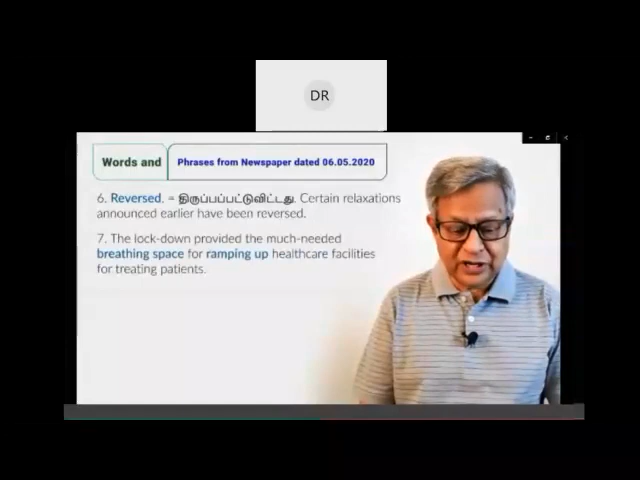 DR
Words and Phrases from Newspaper dated 06.05.2020
6. Reversed. = திருப்பப்பட்டுவிட்டது. Certain relaxations
announced earlier have been reversed.
7. The lock-down provided the much-needed
breathing space for ramping up healthcare facilities
for treating patients.